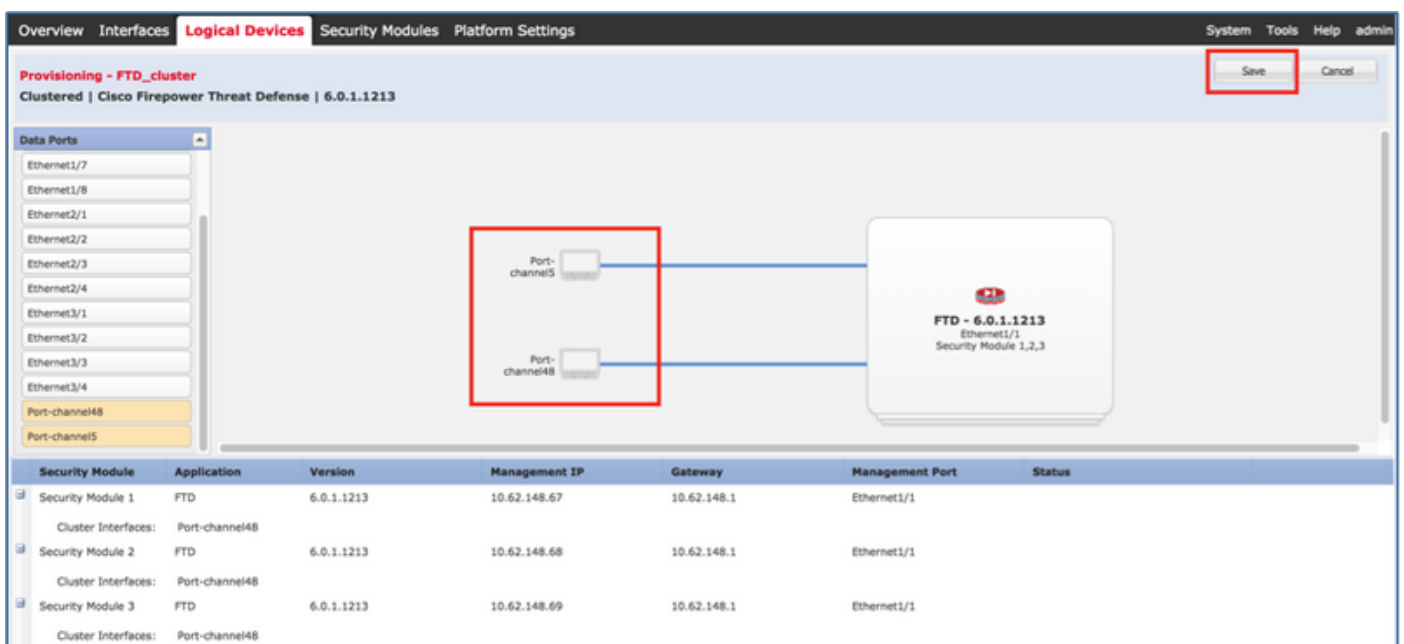 Overview Interfaces Logical Devices Security Modules Platform Settings System Tools Help admin
Provisioning - FTD_cluster
Save Cancel
Clustered | Cisco Firepower Threat Defense | 6.0.1.1213
Data Ports
Ethernet1/7
Ethernet1/8
Ethernet2/1
Ethernet2/2
Ethernet2/3
Ethernet2/4
Ethernet3/1
Ethernet3/2
Ethernet3/3
Ethernet3/4
Port-channel48
Port-channel5
Port-
channel5
Port-
channel48
FTD - 6.0.1.1213
Ethernet1/1
Security Module 1,2,3
Security Module Application Version Management IP Gateway Management Port Status
Security Module 1 FTD 6.0.1.1213 10.62.148.67 10.62.148.1 Ethernet1/1
Cluster Interfaces: Port-channel48
Security Module 2 FTD 6.0.1.1213 10.62.148.68 10.62.148.1 Ethernet1/1
Cluster Interfaces: Port-channel48
Security Module 3 FTD 6.0.1.1213 10.62.148.69 10.62.148.1 Ethernet1/1
Cluster Interfaces: Port-channel48